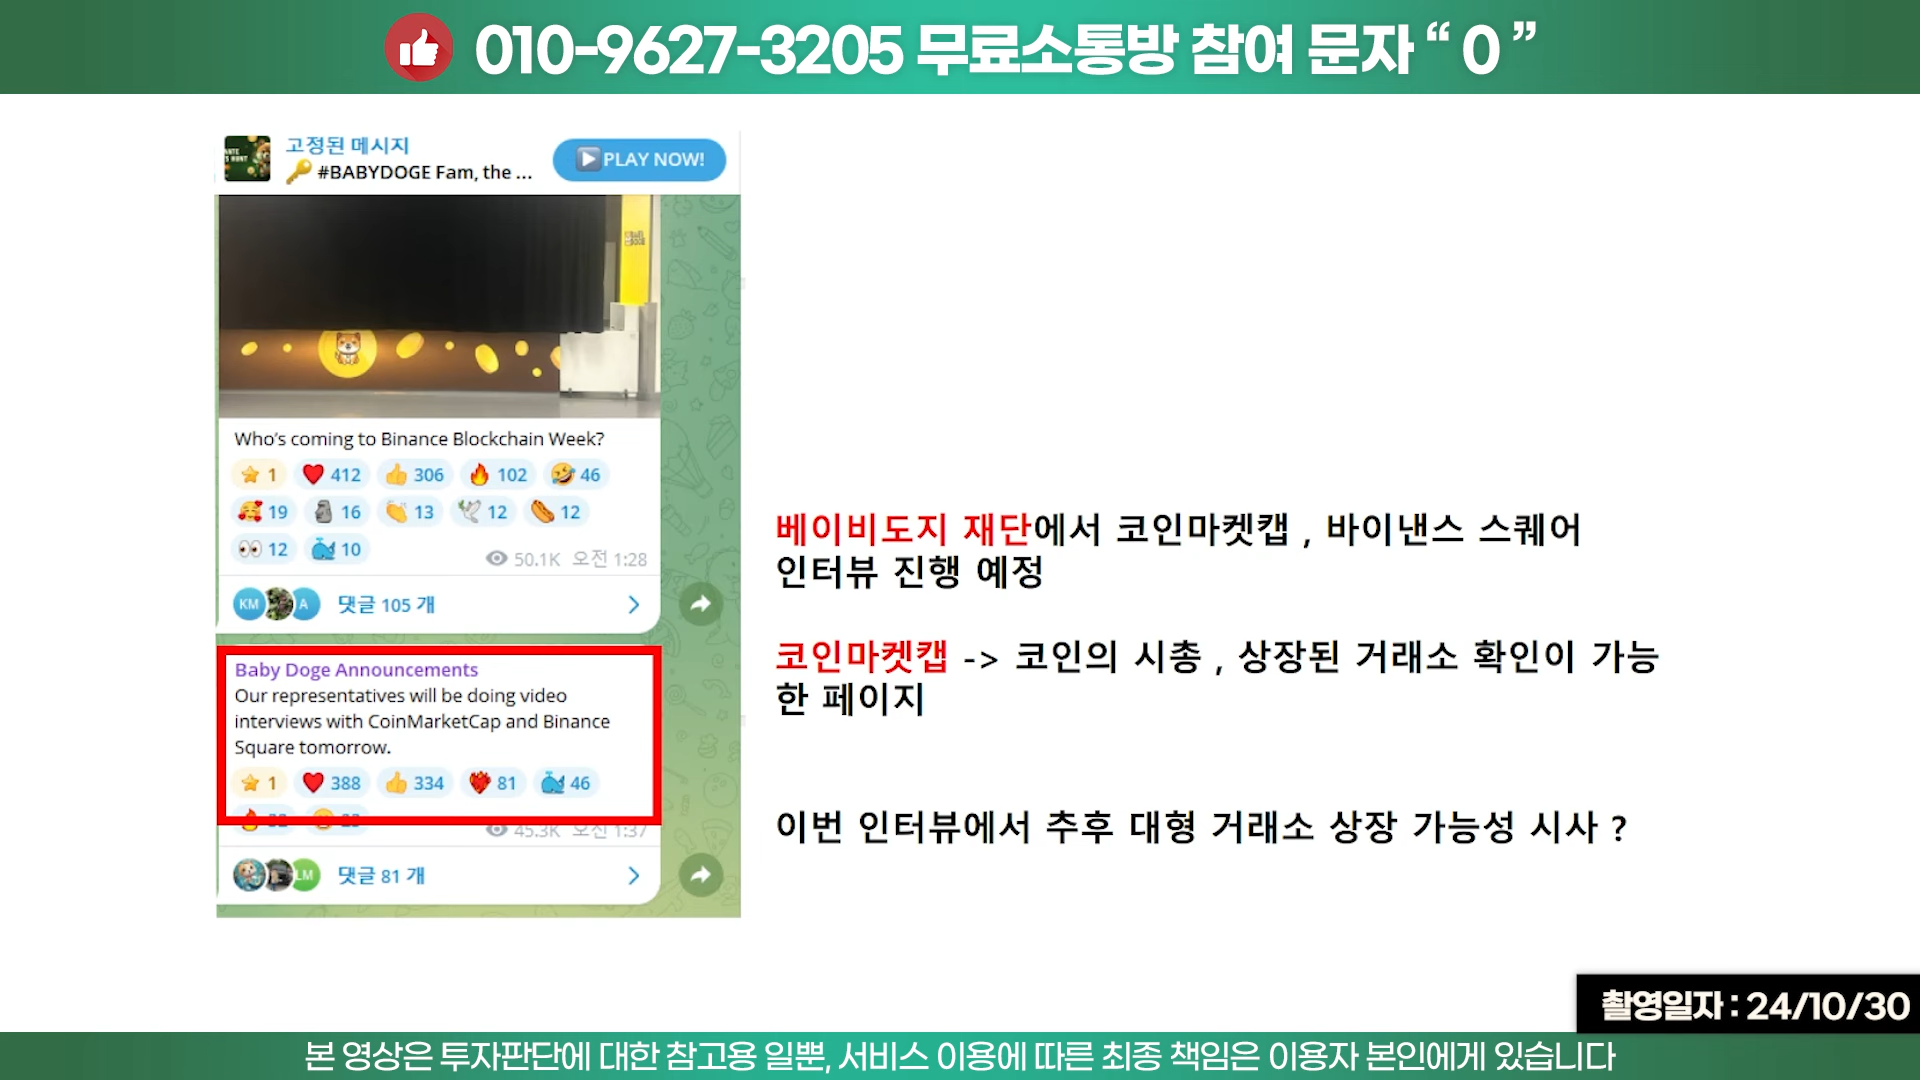 010-9627-3205 무료소통방 참여 문자 “ 0 ”
고정된 메시지
#BABYDOGE Fam, the ...
PLAY NOW!
Who's coming to Binance Blockchain Week?
1 412 306 102 46
19 16 13 12 12
12 10
50.1K 오전 1:28
KM A 댓글 105 개
Baby Doge Announcements
Our representatives will be doing video
interviews with CoinMarketCap and Binance
Square tomorrow.
1 388 334 81 46
45.3K 오전 1:37
LM 댓글 81 개
베이비도지 재단에서 코인마켓캡 , 바이낸스 스퀘어
인터뷰 진행 예정
코인마켓캡 -> 코인의 시총 , 상장된 거래소 확인이 가능
한 페이지
이번 인터뷰에서 추후 대형 거래소 상장 가능성 시사 ?
촬영일자 : 24/10/30
본 영상은 투자판단에 대한 참고용 일뿐, 서비스 이용에 따른 최종 책임은 이용자 본인에게 있습니다